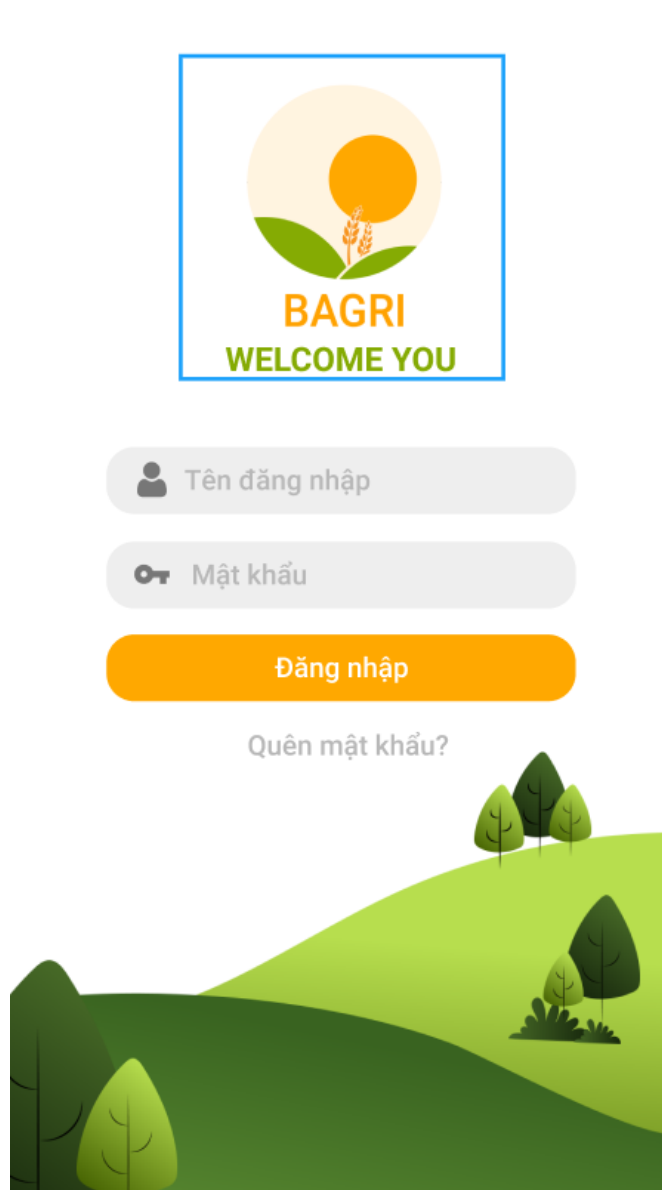 BAGRI
WELCOME YOU
Tên đăng nhập
Mật khẩu
Đăng nhập
Quên mật khẩu?